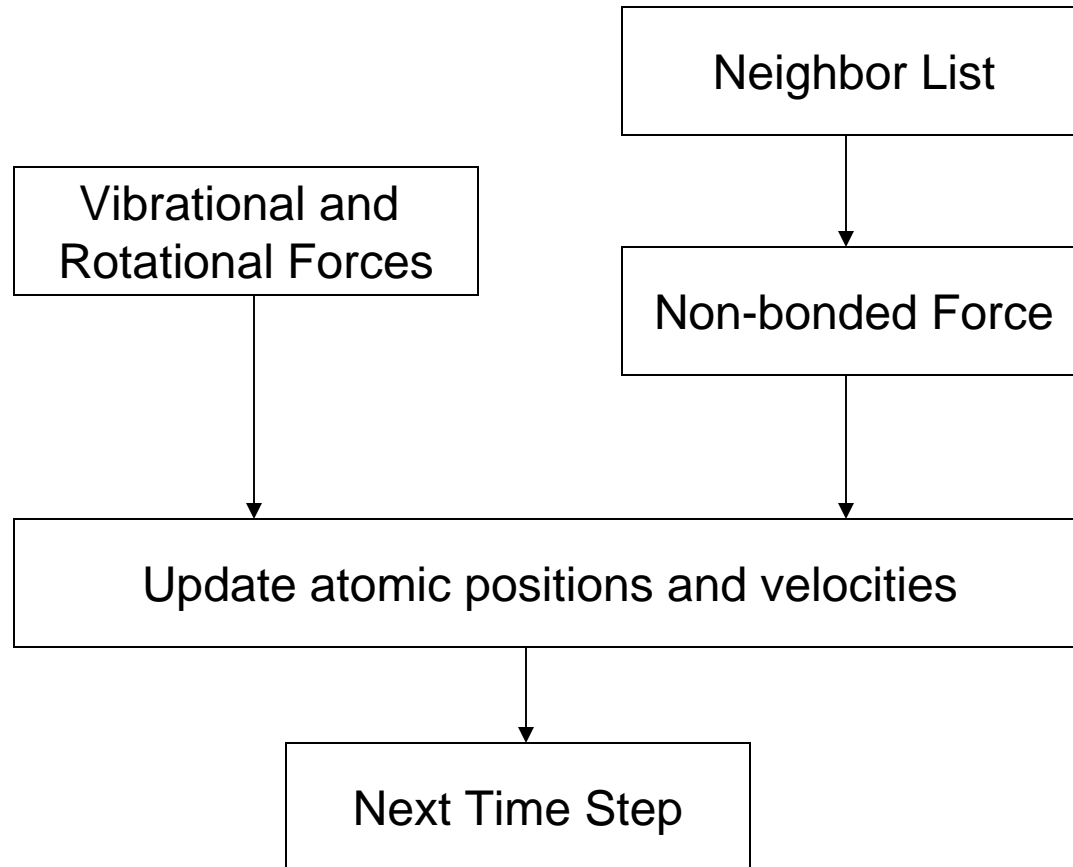 Neighbor List
Vibrational and
Rotational Forces
Non-bonded Force
Update atomic positions and velocities
Next Time Step